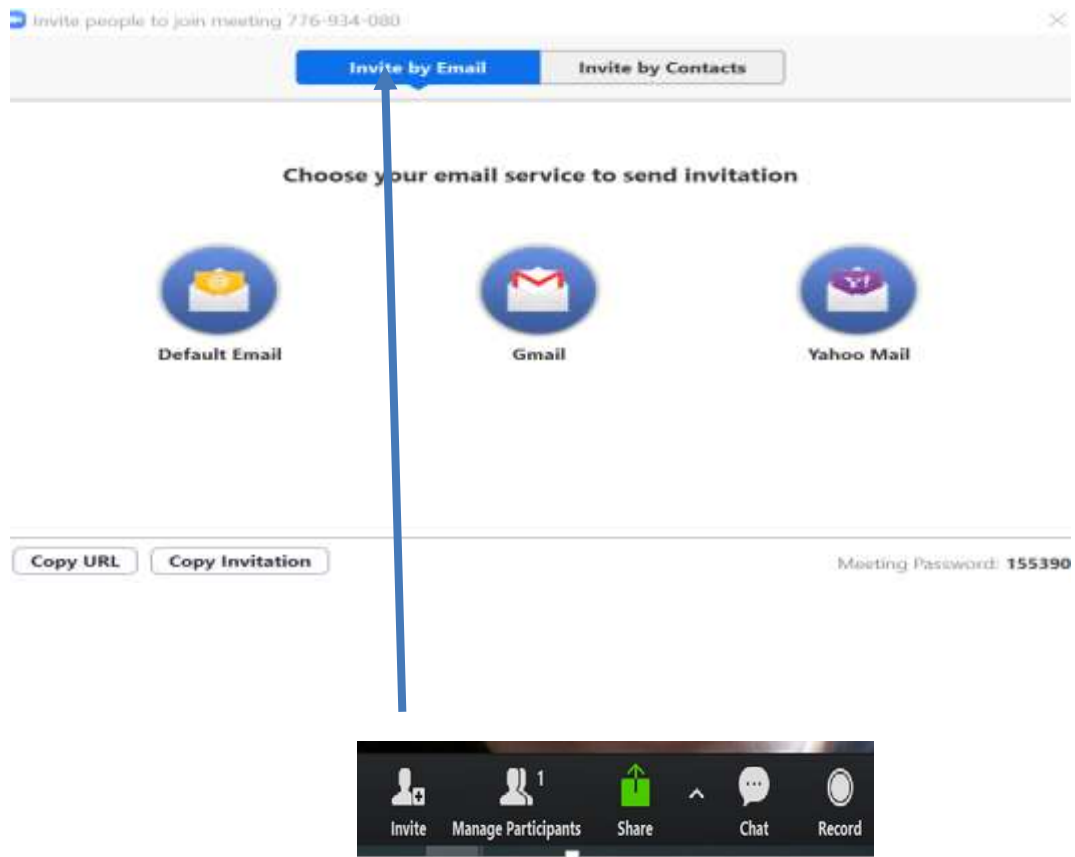 Invite people to join meeting 776-934-080
Invite by Email Invite by Contacts
Choose your email service to send invitation
Default Email Gmail Yahoo Mail
Copy URL Copy Invitation Meeting Password: 155390
1
Invite Manage Participants Share Chat Record